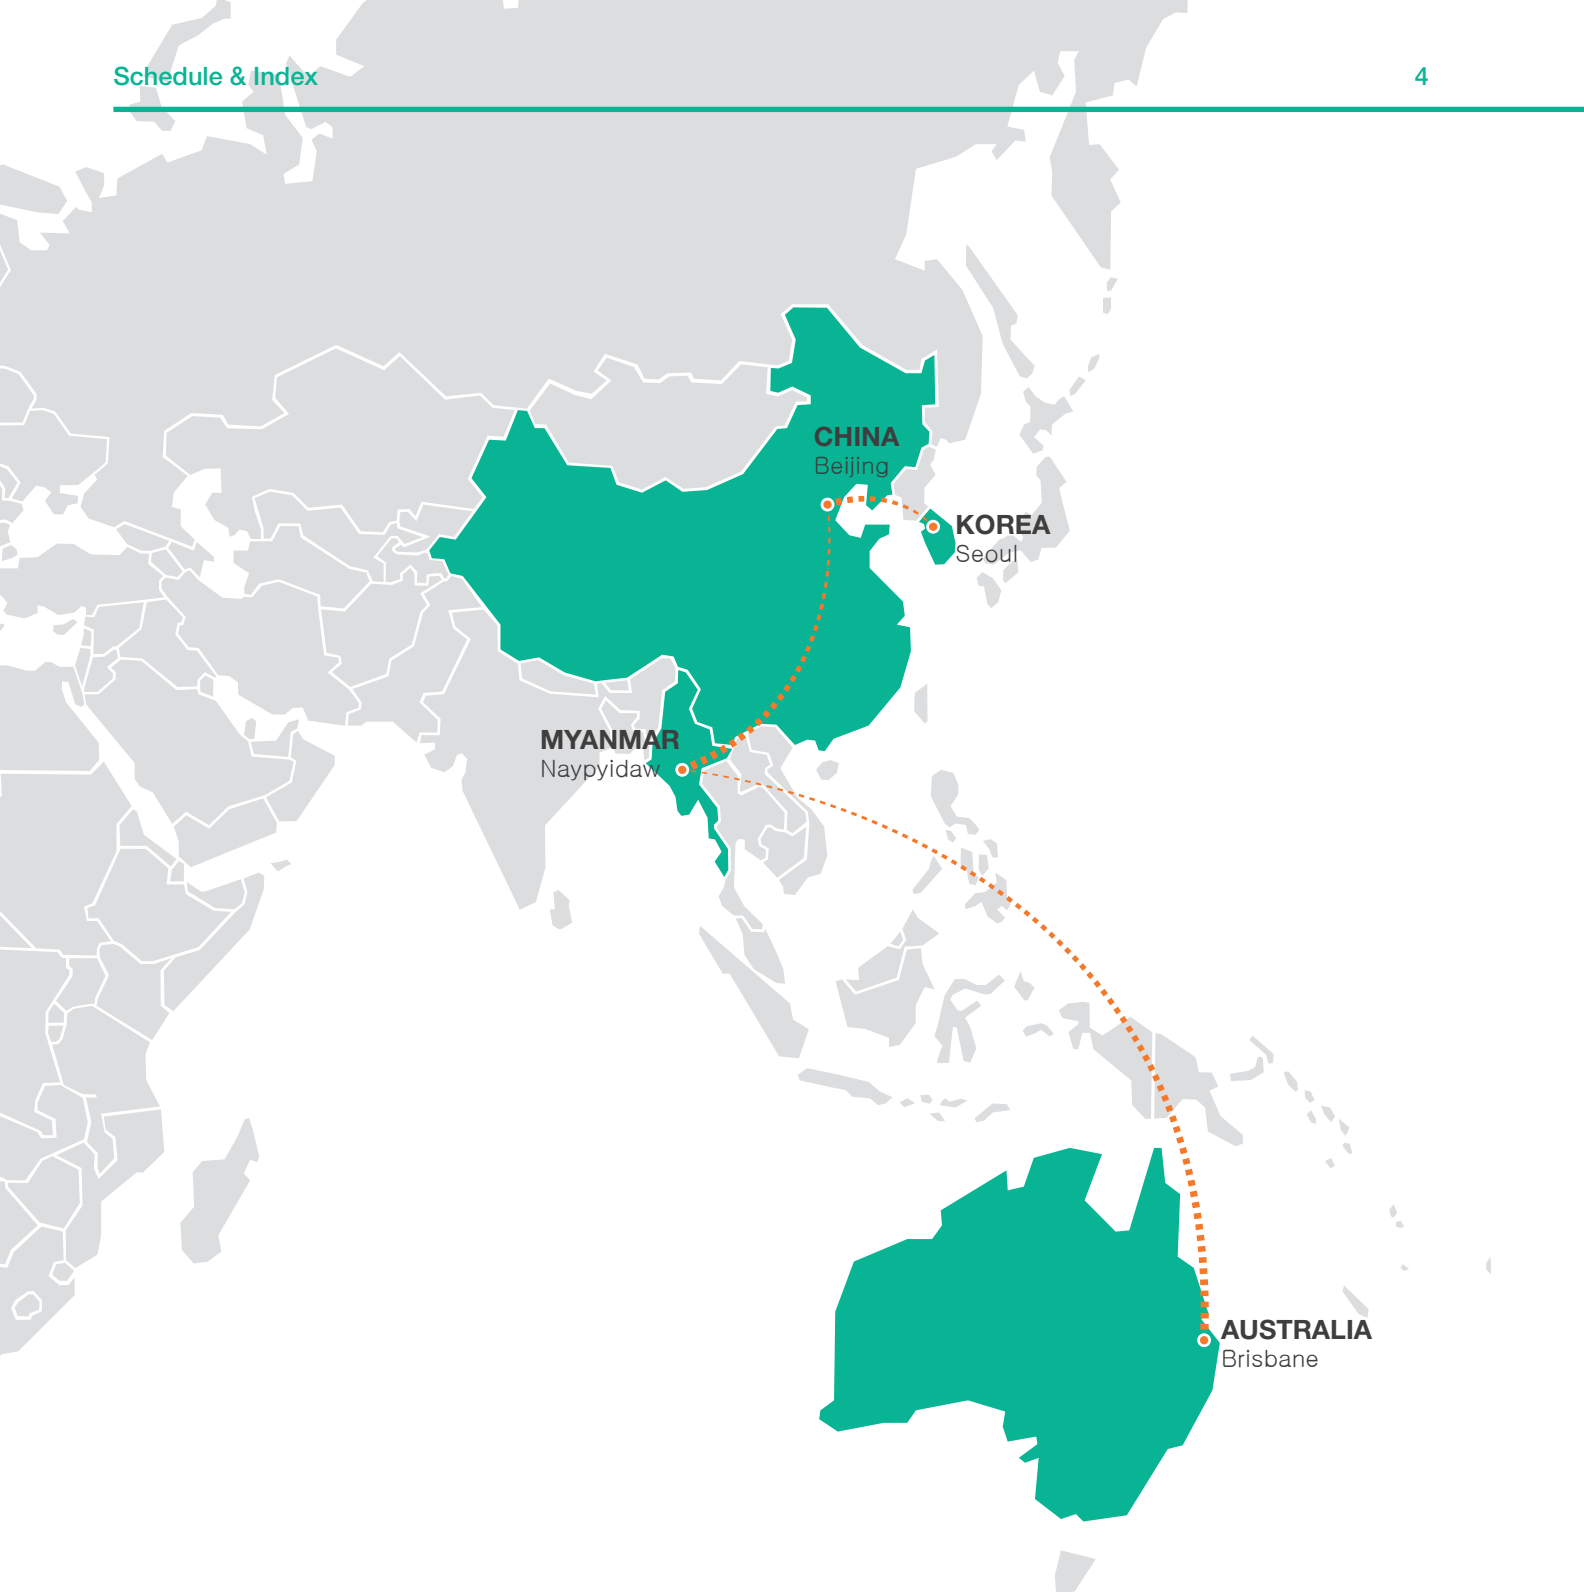 Schedule & Index
4
CHINA
Beijing
KOREA
Seoul
MYANMAR
Naypyidaw
AUSTRALIA
Brisbane